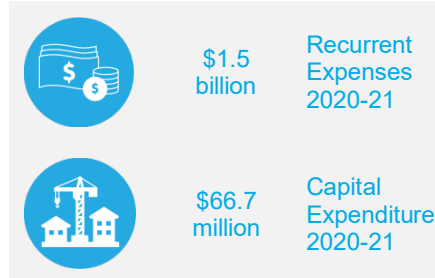 $
$
$1.5
billion
Recurrent
Expenses
2020-21
$66.7
million
Capital
Expenditure
2020-21